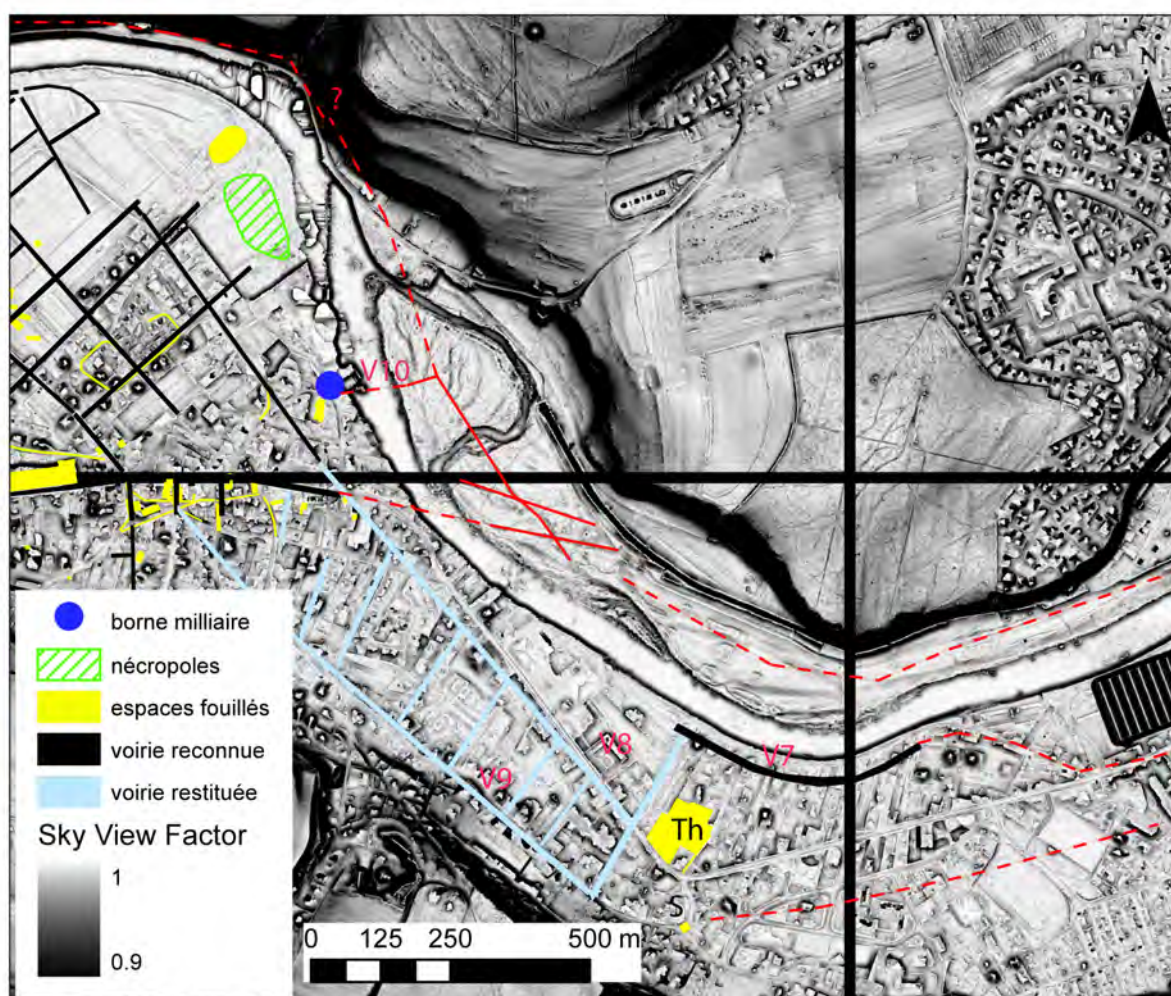 N
?
V10
V8
V7
V9
Th
S
borne milliaire
nécropoles
espaces fouillés
voirie reconnue
voirie restituée
Sky View Factor
1
0.9
0 125 250 500 m